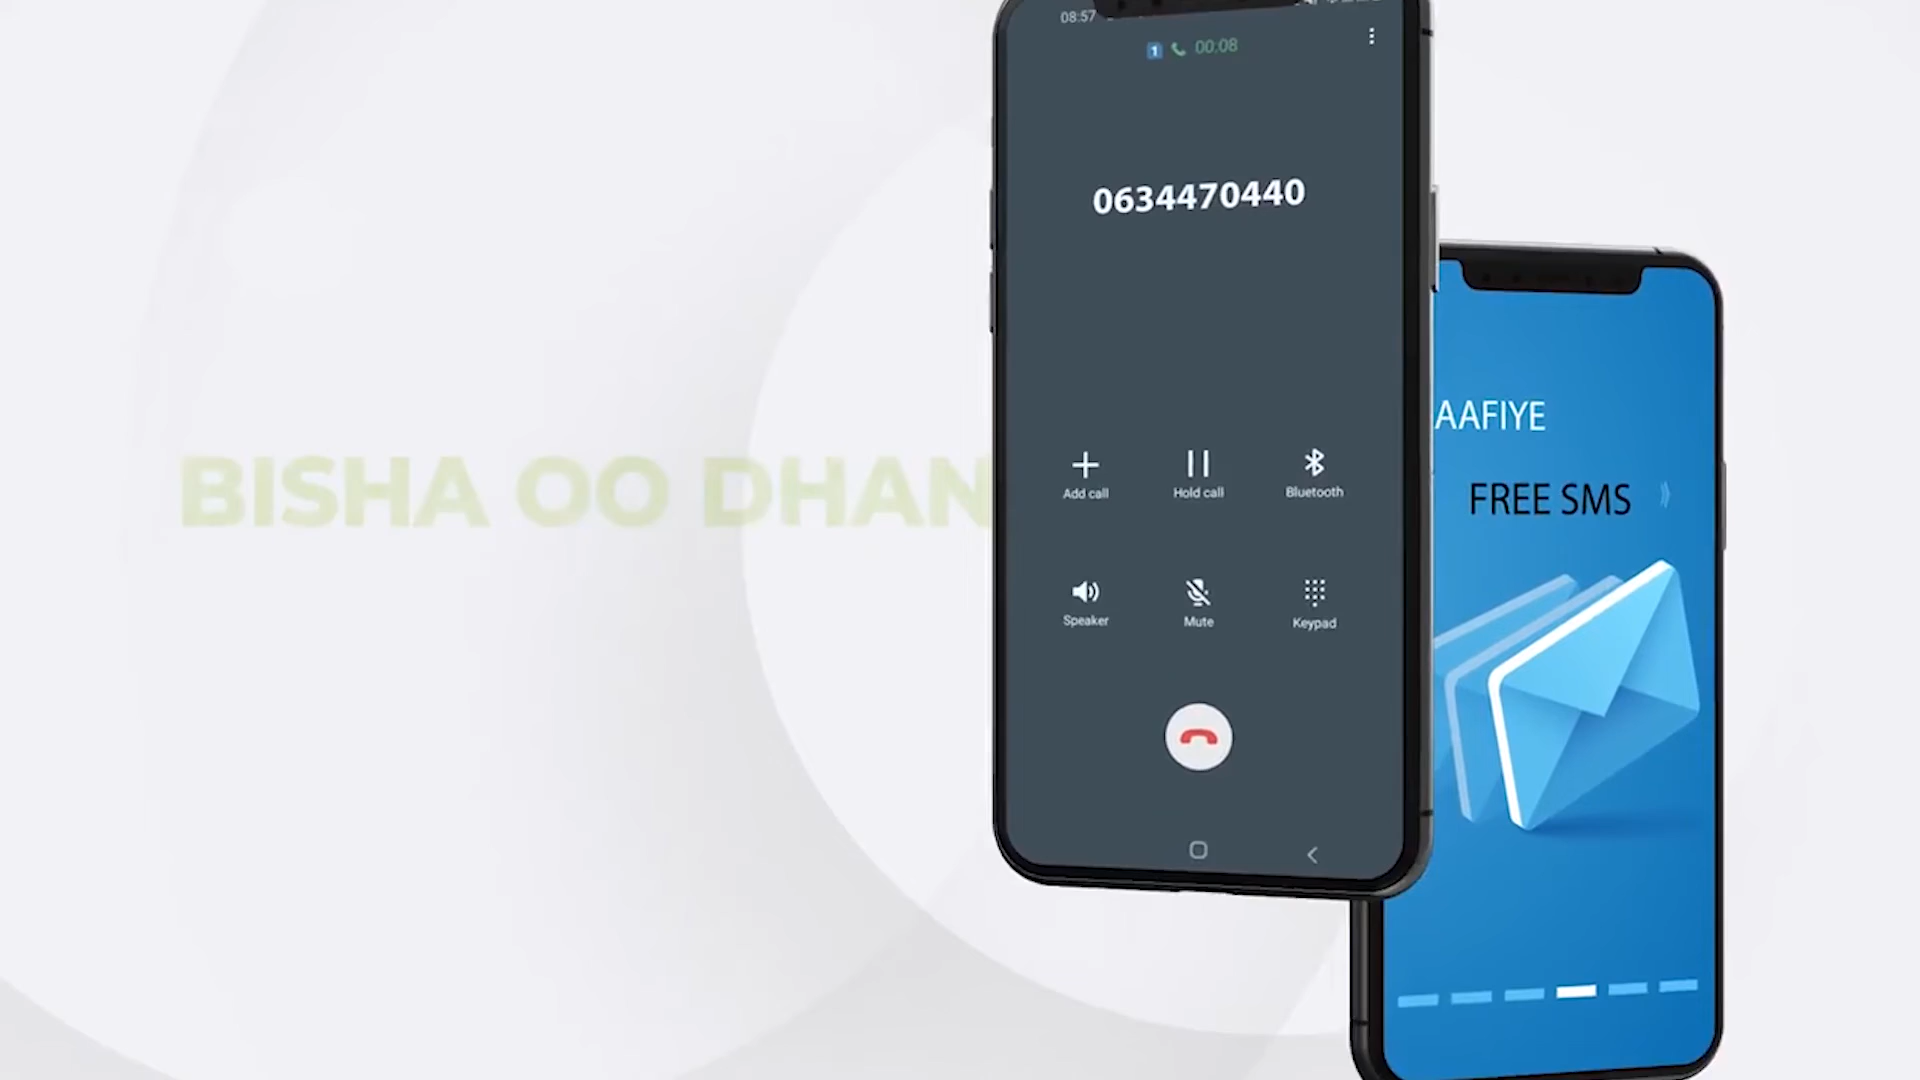 08:57
1 00:08
0634470440
BISHA OO DHAN
Add call
Hold call
Bluetooth
Speaker
Mute
Keypad
AAFIYE
FREE SMS